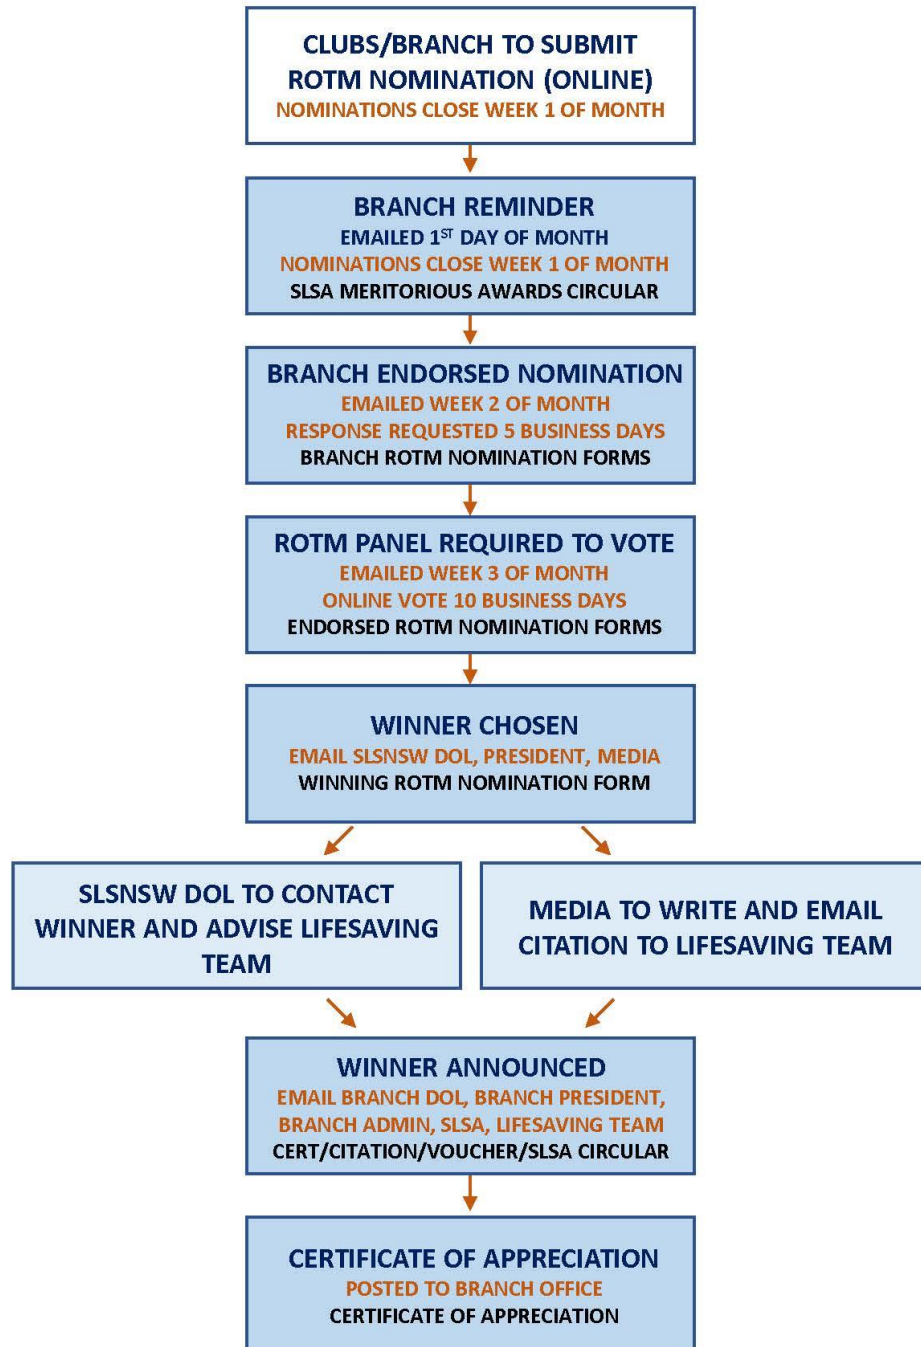 CLUBS/BRANCH TO SUBMIT
ROTM NOMINATION (ONLINE)
NOMINATIONS CLOSE WEEK 1 OF MONTH
BRANCH REMINDER
EMAILED 1ST DAY OF MONTH
NOMINATIONS CLOSE WEEK 1 OF MONTH
SLSA MERITORIOUS AWARDS CIRCULAR
BRANCH ENDORSED NOMINATION
EMAILED WEEK 2 OF MONTH
RESPONSE REQUESTED 5 BUSINESS DAYS
BRANCH ROTM NOMINATION FORMS
ROTM PANEL REQUIRED TO VOTE
EMAILED WEEK 3 OF MONTH
ONLINE VOTE 10 BUSINESS DAYS
ENDORSED ROTM NOMINATION FORMS
WINNER CHOSEN
EMAIL SLSNSW DOL, PRESIDENT, MEDIA
WINNING ROTM NOMINATION FORM
SLSNSW DOL TO CONTACT
WINNER AND ADVISE LIFESAVING
TEAM
MEDIA TO WRITE AND EMAIL
CITATION TO LIFESAVING TEAM
WINNER ANNOUNCED
EMAIL BRANCH DOL, BRANCH PRESIDENT,
BRANCH ADMIN, SLSA, LIFESAVING TEAM
CERT/CITATION/VOUCHER/SLSA CIRCULAR
CERTIFICATE OF APPRECIATION
POSTED TO BRANCH OFFICE
CERTIFICATE OF APPRECIATION